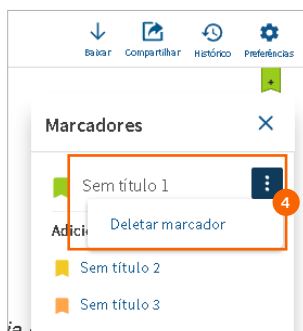 Baixar Compartilhar Histórico Preferências
+
Marcadores
Sem título 1
4
Deletar marcador
Adici
Sem título 2
Sem título 3